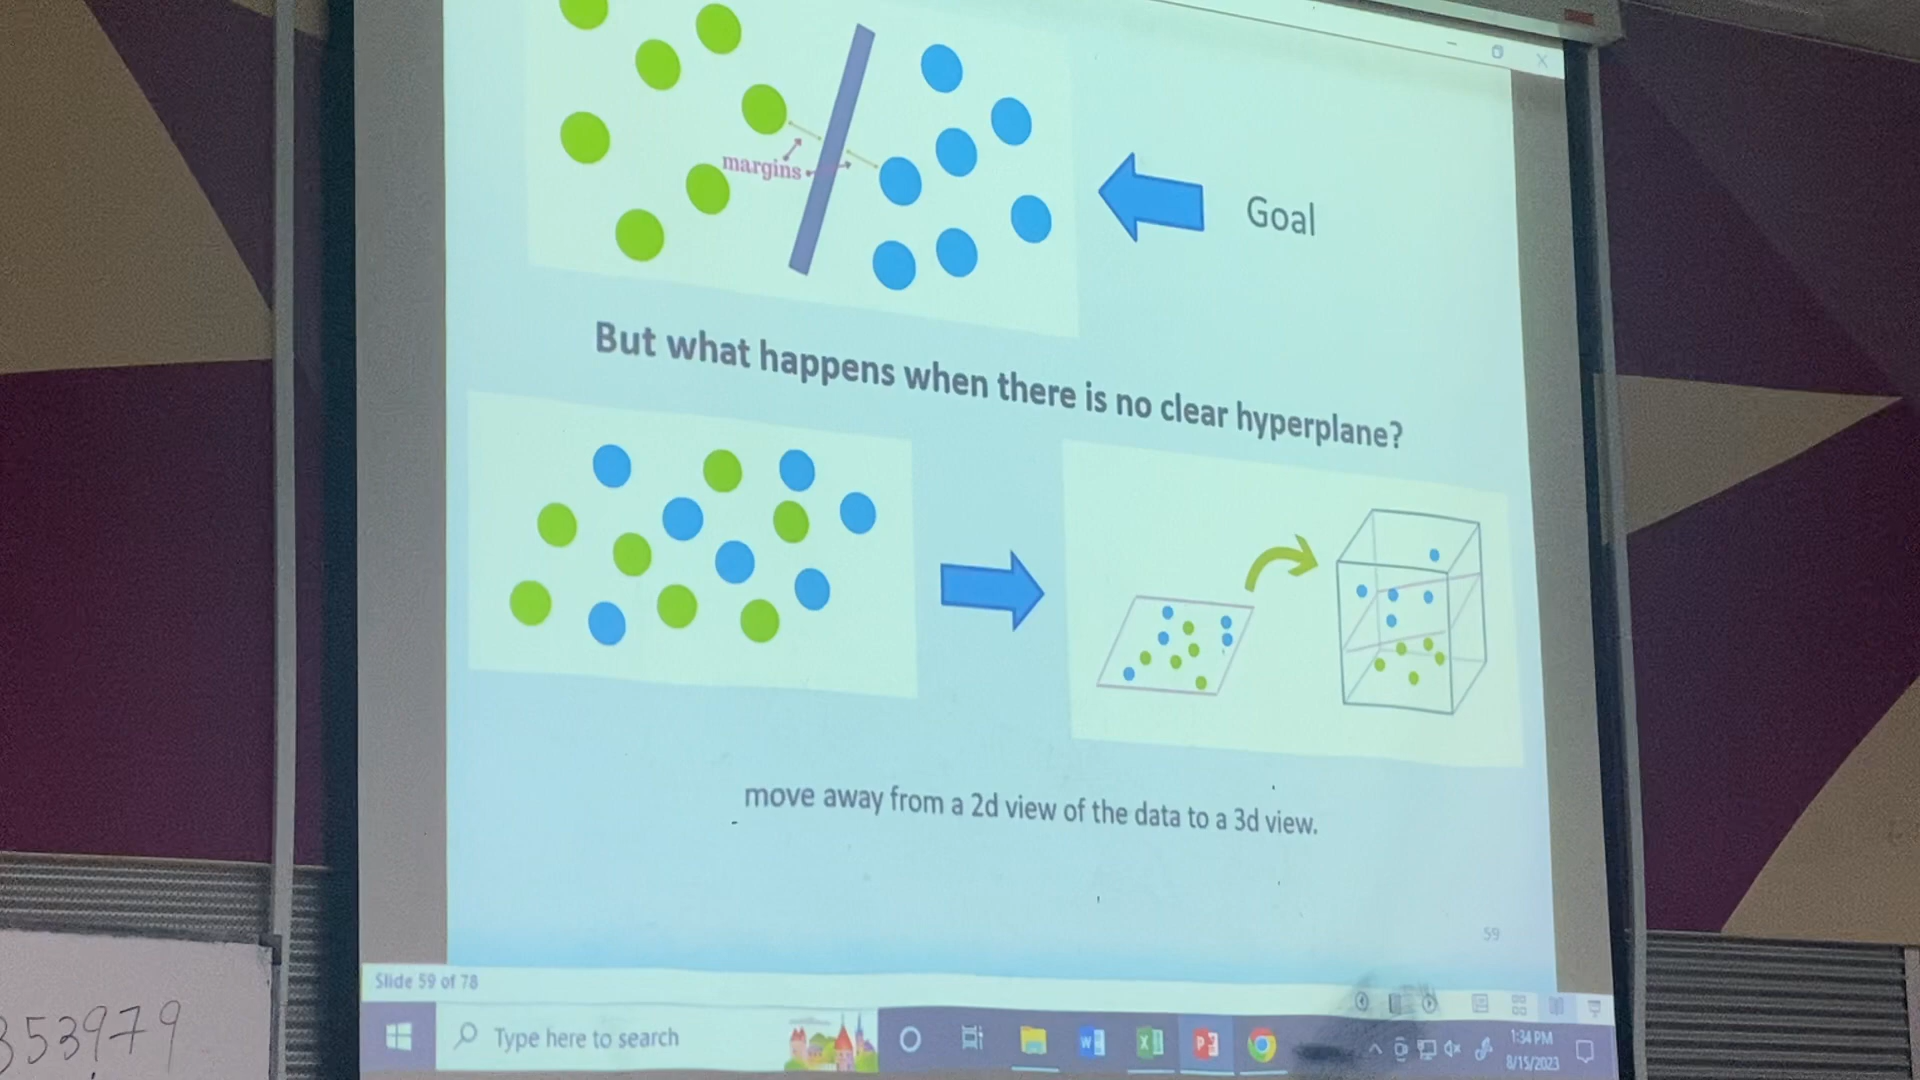 margins
Goal
But what happens when there is no clear hyperplane?
move away from a 2d view of the data to a 3d view.
59
Slide 59 of 78
Type here to search
1:34 PM
8/15/2023
353979